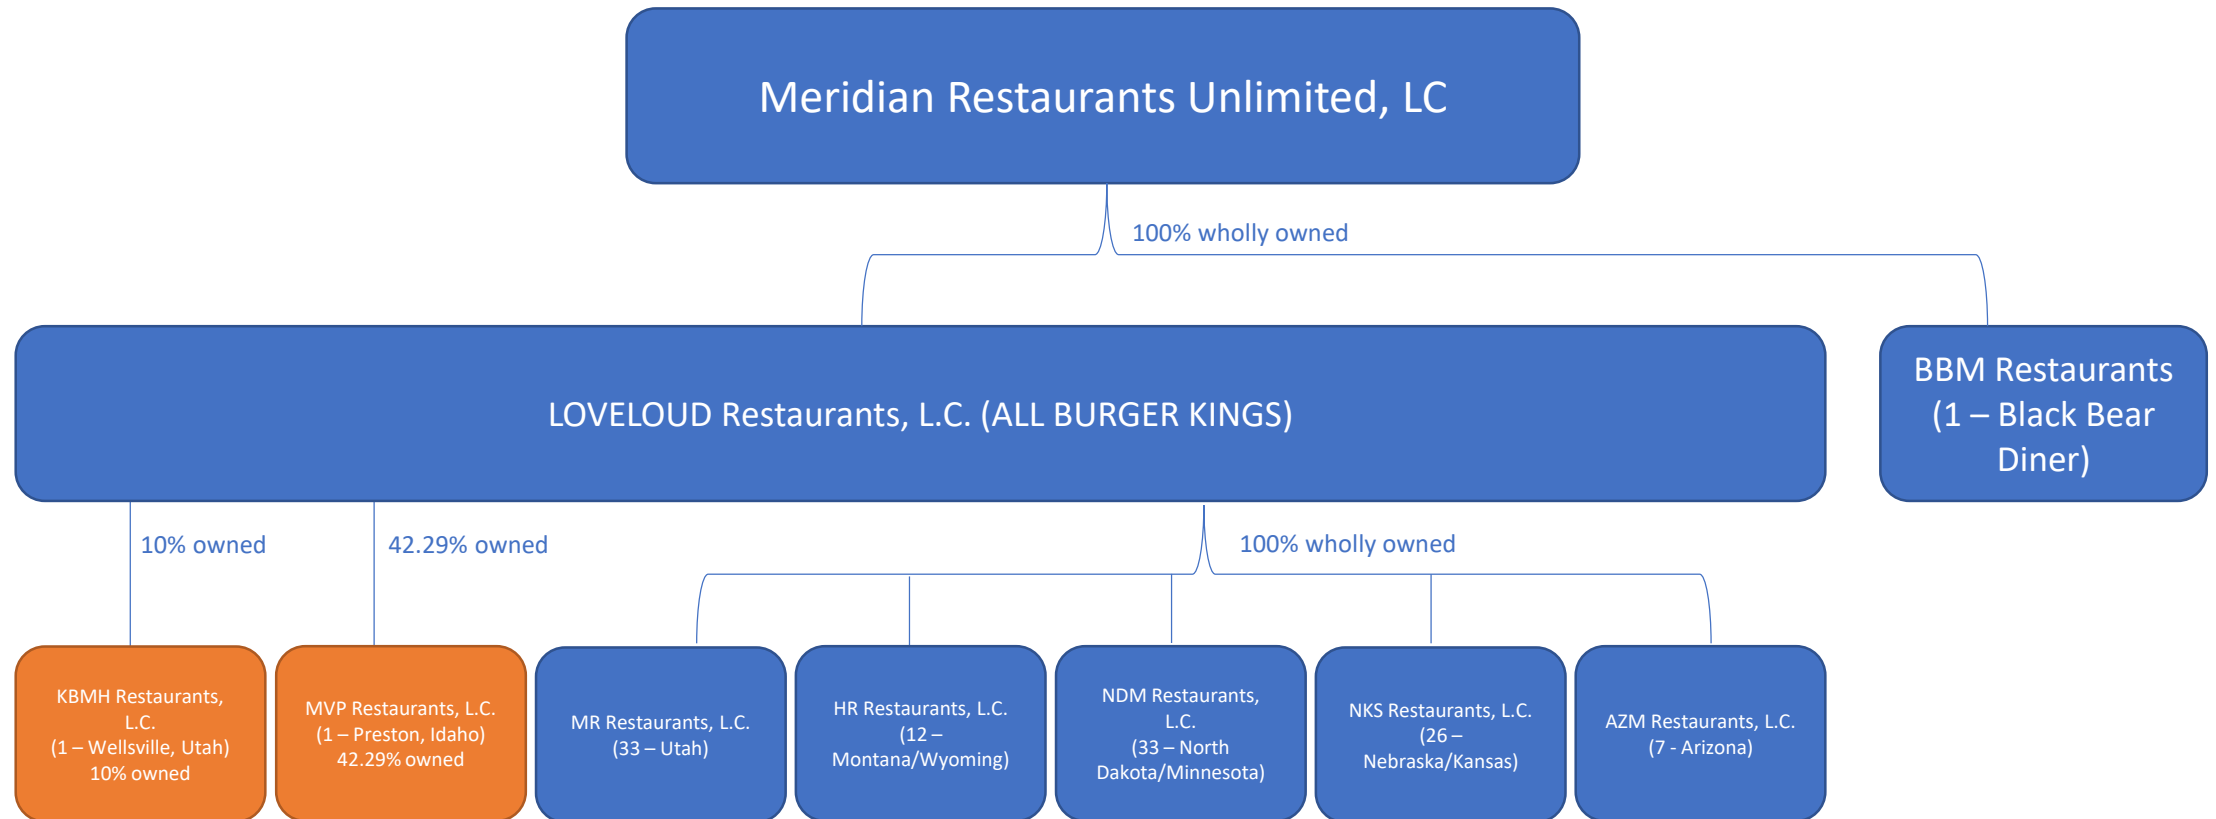 Meridian Restaurants Unlimited, LC
100% wholly owned
LOVELOUD Restaurants, L.C. (ALL BURGER KINGS)
BBM Restaurants
(1 – Black Bear
Diner)
10% owned
42.29% owned
100% wholly owned
KBMH Restaurants,
L.C.
(1 – Wellsville, Utah)
10% owned
MVP Restaurants, L.C.
(1 – Preston, Idaho)
42.29% owned
MR Restaurants, L.C.
(33 – Utah)
HR Restaurants, L.C.
(12 –
Montana/Wyoming)
NDM Restaurants,
L.C.
(33 – North
Dakota/Minnesota)
NKS Restaurants, L.C.
(26 –
Nebraska/Kansas)
AZM Restaurants, L.C.
(7 - Arizona)